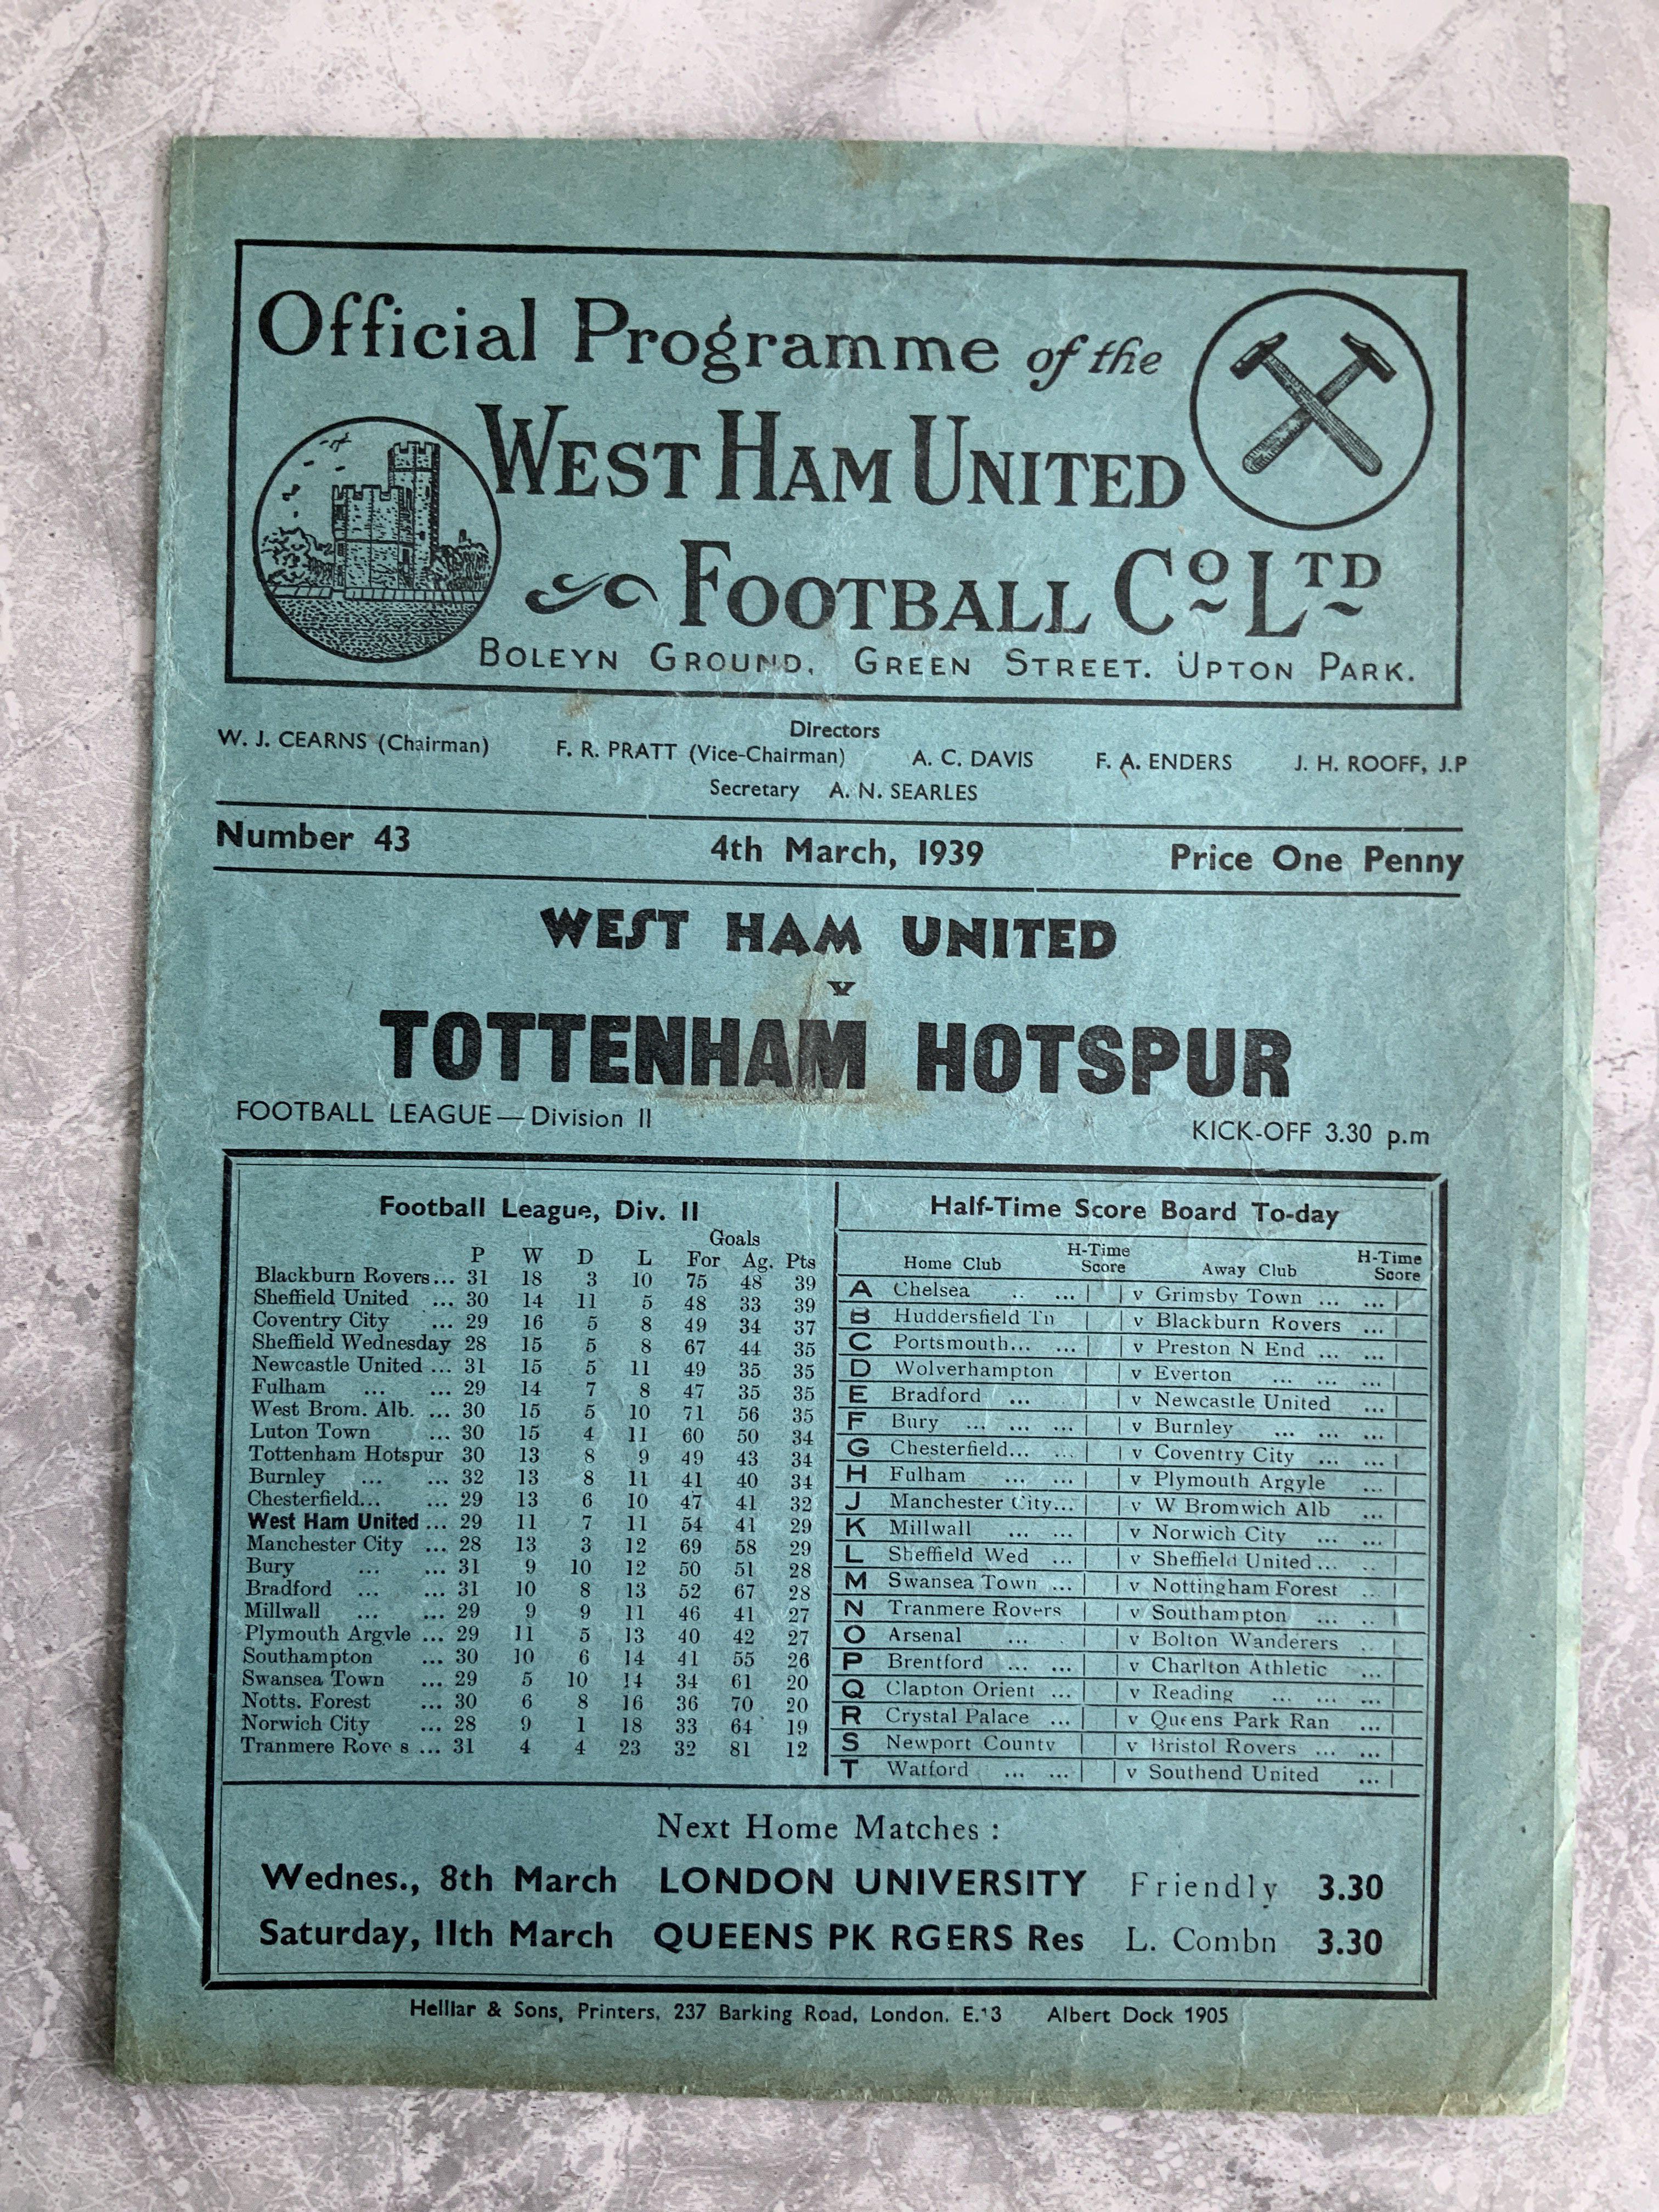 Official Programme of the
WEST HAM UNITED
FOOTBALL Co LTD
BOLEYN GROUND, GREEN STREET. UPTON PARK.
Directors
W. J. CEARNS (Chairman) F. R. PRATT (Vice-Chairman) A. C. DAVIS F. A. ENDERS J. H. ROOFF, J.P
Secretary A. N. SEARLES
Number 43 4th March, 1939 Price One Penny
WEST HAM UNITED
v
TOTTENHAM HOTSPUR
FOOTBALL LEAGUE — Division II KICK-OFF 3.30 p.m
Football League, Div. II
Goals
P W D L For Ag. Pts
Blackburn Rovers... 31 18 3 10 75 48 39
Sheffield United ... 30 14 11 5 48 33 39
Coventry City ... 29 16 5 8 49 34 37
Sheffield Wednesday 28 15 5 8 67 44 35
Newcastle United ... 31 15 5 11 49 35 35
Fulham ... ... 29 14 7 8 47 35 35
West Brom. Alb. ... 30 15 5 10 71 56 35
Luton Town ... 30 15 4 11 60 50 34
Tottenham Hotspur 30 13 8 9 49 43 34
Burnley ... ... 32 13 8 11 41 40 34
Chesterfield... ... 29 13 6 10 47 41 32
West Ham United ... 29 11 7 11 54 41 29
Manchester City ... 28 13 3 12 69 58 29
Bury ... ... 31 9 10 12 50 51 28
Bradford ... ... 31 10 8 13 52 67 28
Millwall ... ... 29 9 9 11 46 41 27
Plymouth Argyle ... 29 11 5 13 40 42 27
Southampton ... 30 10 6 14 41 55 26
Swansea Town ... 29 5 10 14 34 61 20
Notts. Forest ... 30 6 8 16 36 70 20
Norwich City ... 28 9 1 18 33 64 19
Tranmere Rove s ... 31 4 4 23 32 81 12
Half-Time Score Board To-day
Home Club H-Time Score Away Club H-Time Score
A Chelsea .. ... v Grimsby Town ... ...
B Huddersfield Tn v Blackburn Rovers ...
C Portsmouth... ... v Preston N End ... ...
D Wolverhampton v Everton ... ... ...
E Bradford ... v Newcastle United ...
F Bury ... ... ... v Burnley ... ... ...
G Chesterfield... ... v Coventry City ... ...
H Fulham ... ... v Plymouth Argyle ...
J Manchester City... v W Bromwich Alb ...
K Millwall ... ... v Norwich City ... ...
L Sheffield Wed ... v Sheffield United... ..
M Swansea Town ... v Nottingham Forest ..
N Tranmere Rovers v Southampton ... ..
O Arsenal ... . v Bolton Wanderers ..
P Brentford ... ... v Charlton Athletic ...
Q Clapton Orient ... v Reading ... ... ...
R Crystal Palace ... v Queens Park Ran ...
S Newport County v Bristol Rovers ... ...
T Watford ... ... v Southend United ...
Next Home Matches :
Wednes., 8th March LONDON UNIVERSITY Friendly 3.30
Saturday, 11th March QUEENS PK RGERS Res L. Combn 3.30
Helliar & Sons, Printers, 237 Barking Road, London. E.13 Albert Dock 1905